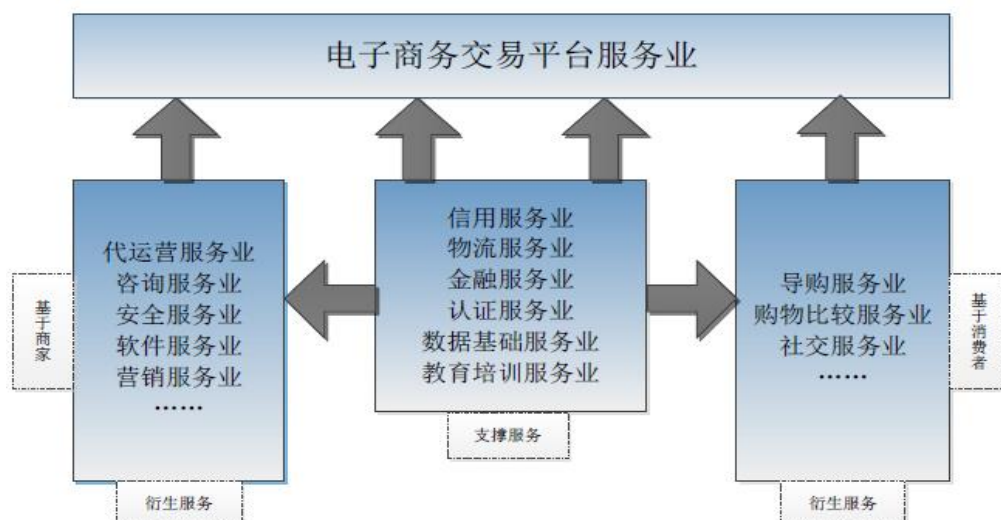 电子商务交易平台服务业
代运营服务业
咨询服务业
安全服务业
软件服务业
营销服务业
……
基于商家
衍生服务
信用服务业
物流服务业
金融服务业
认证服务业
数据基础服务业
教育培训服务业
支撑服务
导购服务业
购物比较服务业
社交服务业
……
基于消费者
衍生服务